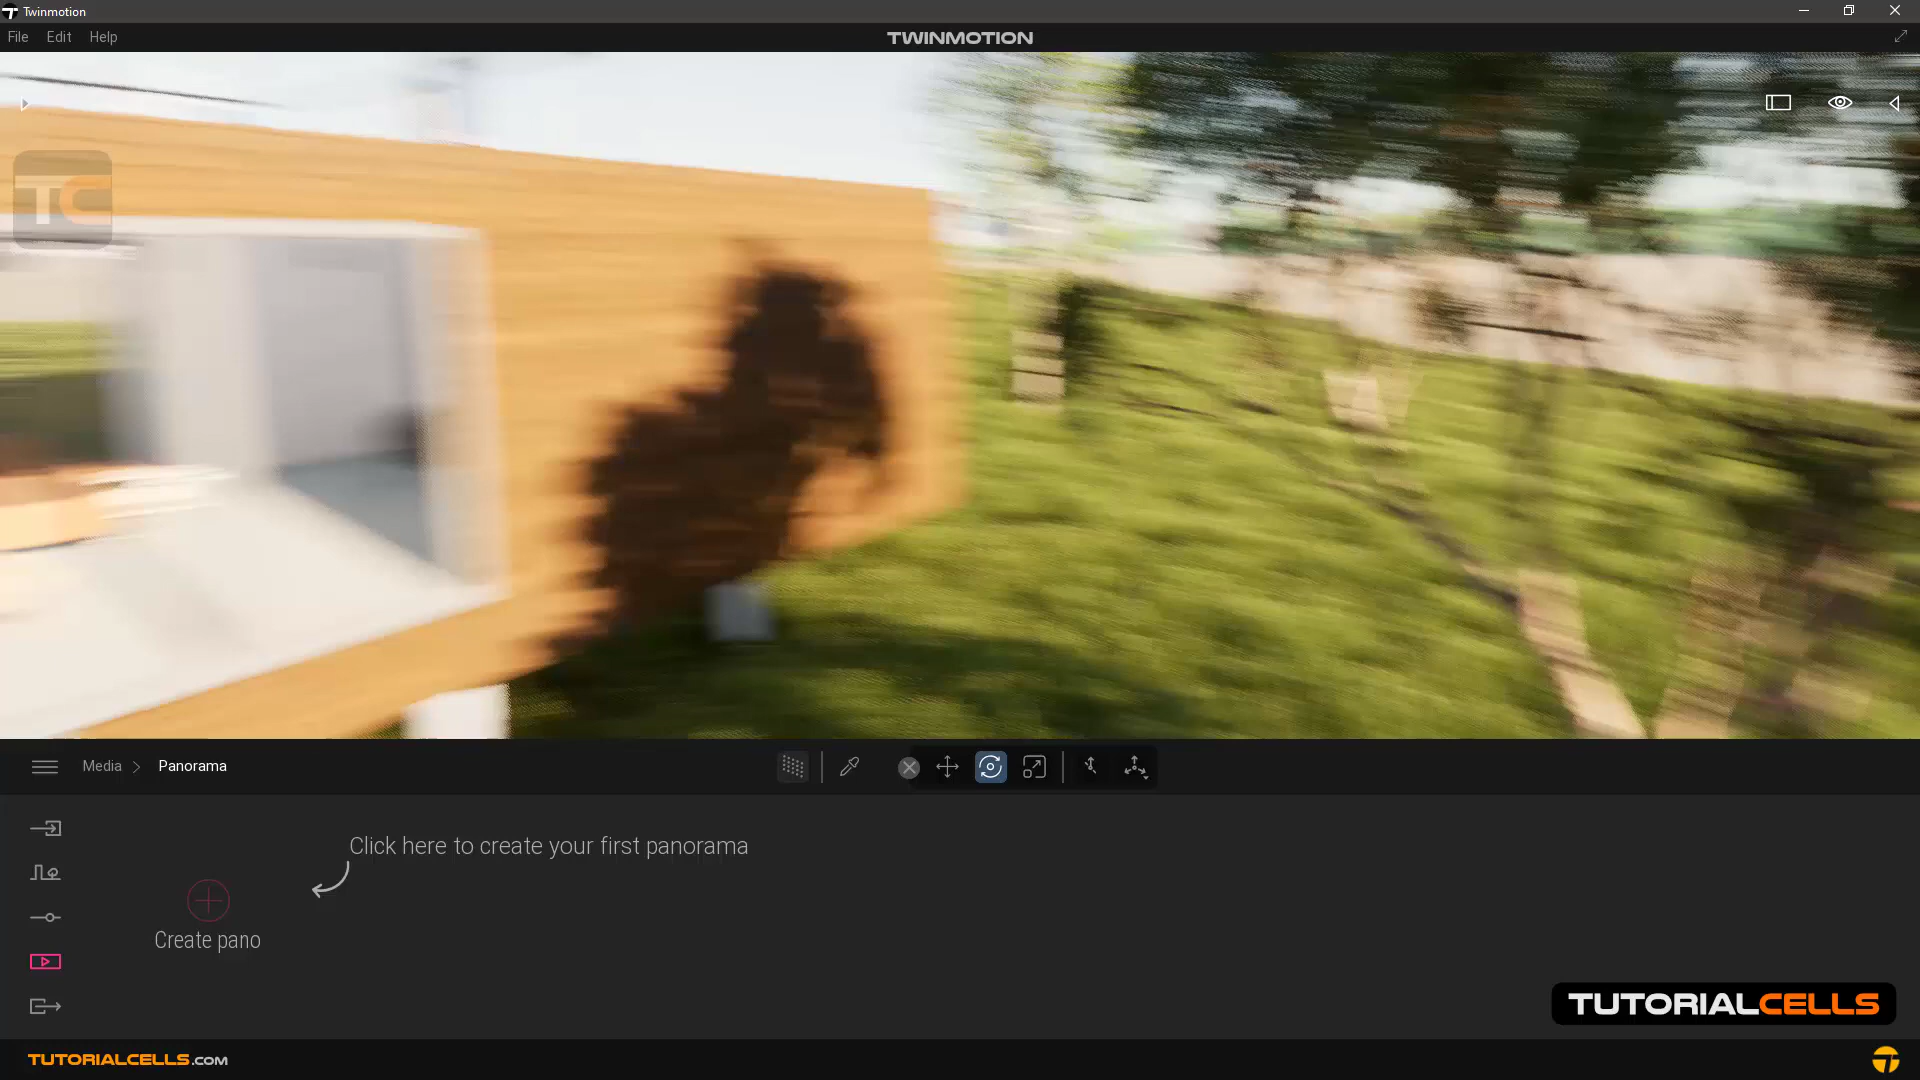 Twinmotion
File Edit Help
TWINMOTION
TC
Media > Panorama
Click here to create your first panorama
Create pano
TUTORIALCELLS
TUTORIALCELLS.COM